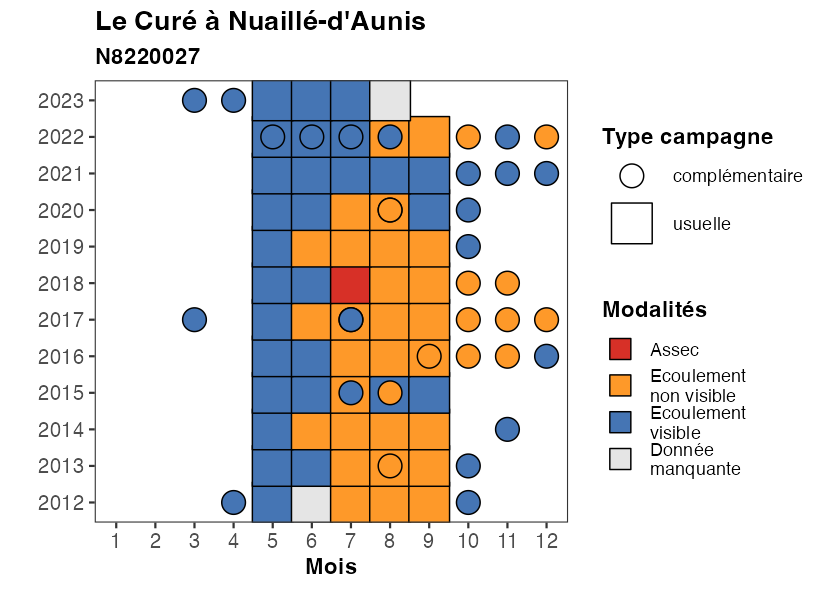 Le Curé à Nuaillé-d'Aunis
N8220027
2023
2022
2021
2020
2019
2018
2017
2016
2015
2014
2013
2012
1 2 3 4 5 6 7 8 9 10 11 12
Mois
Type campagne
complémentaire
usuelle
Modalités
Assec
Ecoulement
non visible
Ecoulement
visible
Donnée
manquante